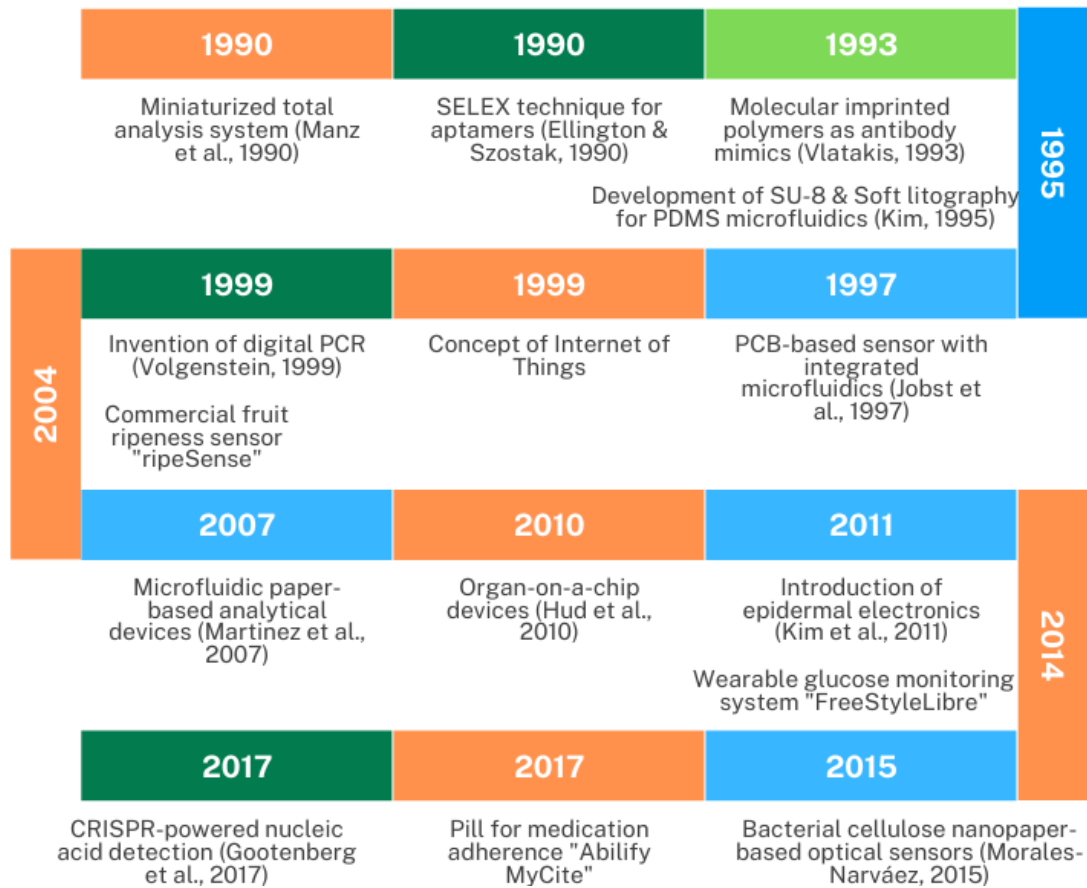 1990
Miniaturized total
analysis system (Manz
et al., 1990)
1990
SELEX technique for
aptamers (Ellington &
Szostak, 1990)
1993
Molecular imprinted
polymers as antibody
mimics (Vlatakis, 1993)
1995
Development of SU-8 & Soft litography
for PDMS microfluidics (Kim, 1995)
1997
PCB-based sensor with
integrated
microfluidics (Jobst et
al., 1997)
1999
Concept of Internet of
Things
1999
Invention of digital PCR
(Volgenstein, 1999)
2004
Commercial fruit
ripeness sensor
"ripeSense"
2007
Microfluidic paper-
based analytical
devices (Martinez et al.,
2007)
2010
Organ-on-a-chip
devices (Hud et al.,
2010)
2011
Introduction of
epidermal electronics
(Kim et al., 2011)
2014
Wearable glucose monitoring
system "FreeStyleLibre"
2015
Bacterial cellulose nanopaper-
based optical sensors (Morales-
Narváez, 2015)
2017
Pill for medication
adherence "Abilify
MyCite"
2017
CRISPR-powered nucleic
acid detection (Gootenberg
et al., 2017)